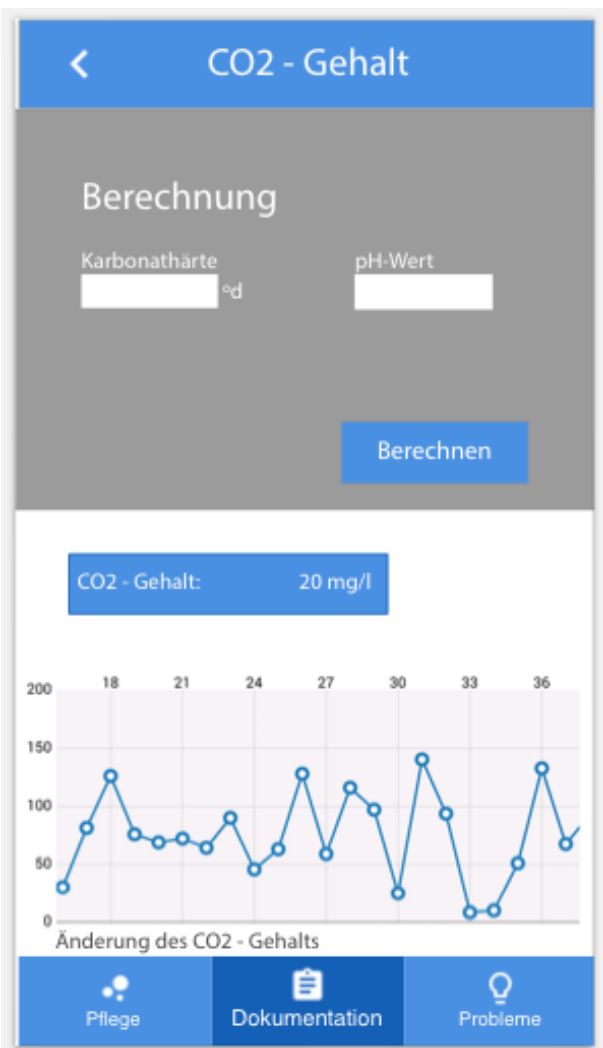 CO2 - Gehalt
Berechnung
Karbonathärte pH-Wert
°d
Berechnen
CO2 - Gehalt: 20 mg/l
18 21 24 27 30 33 36
200
150
100
50
0
Änderung des CO2 - Gehalts
Pflege Dokumentation Probleme